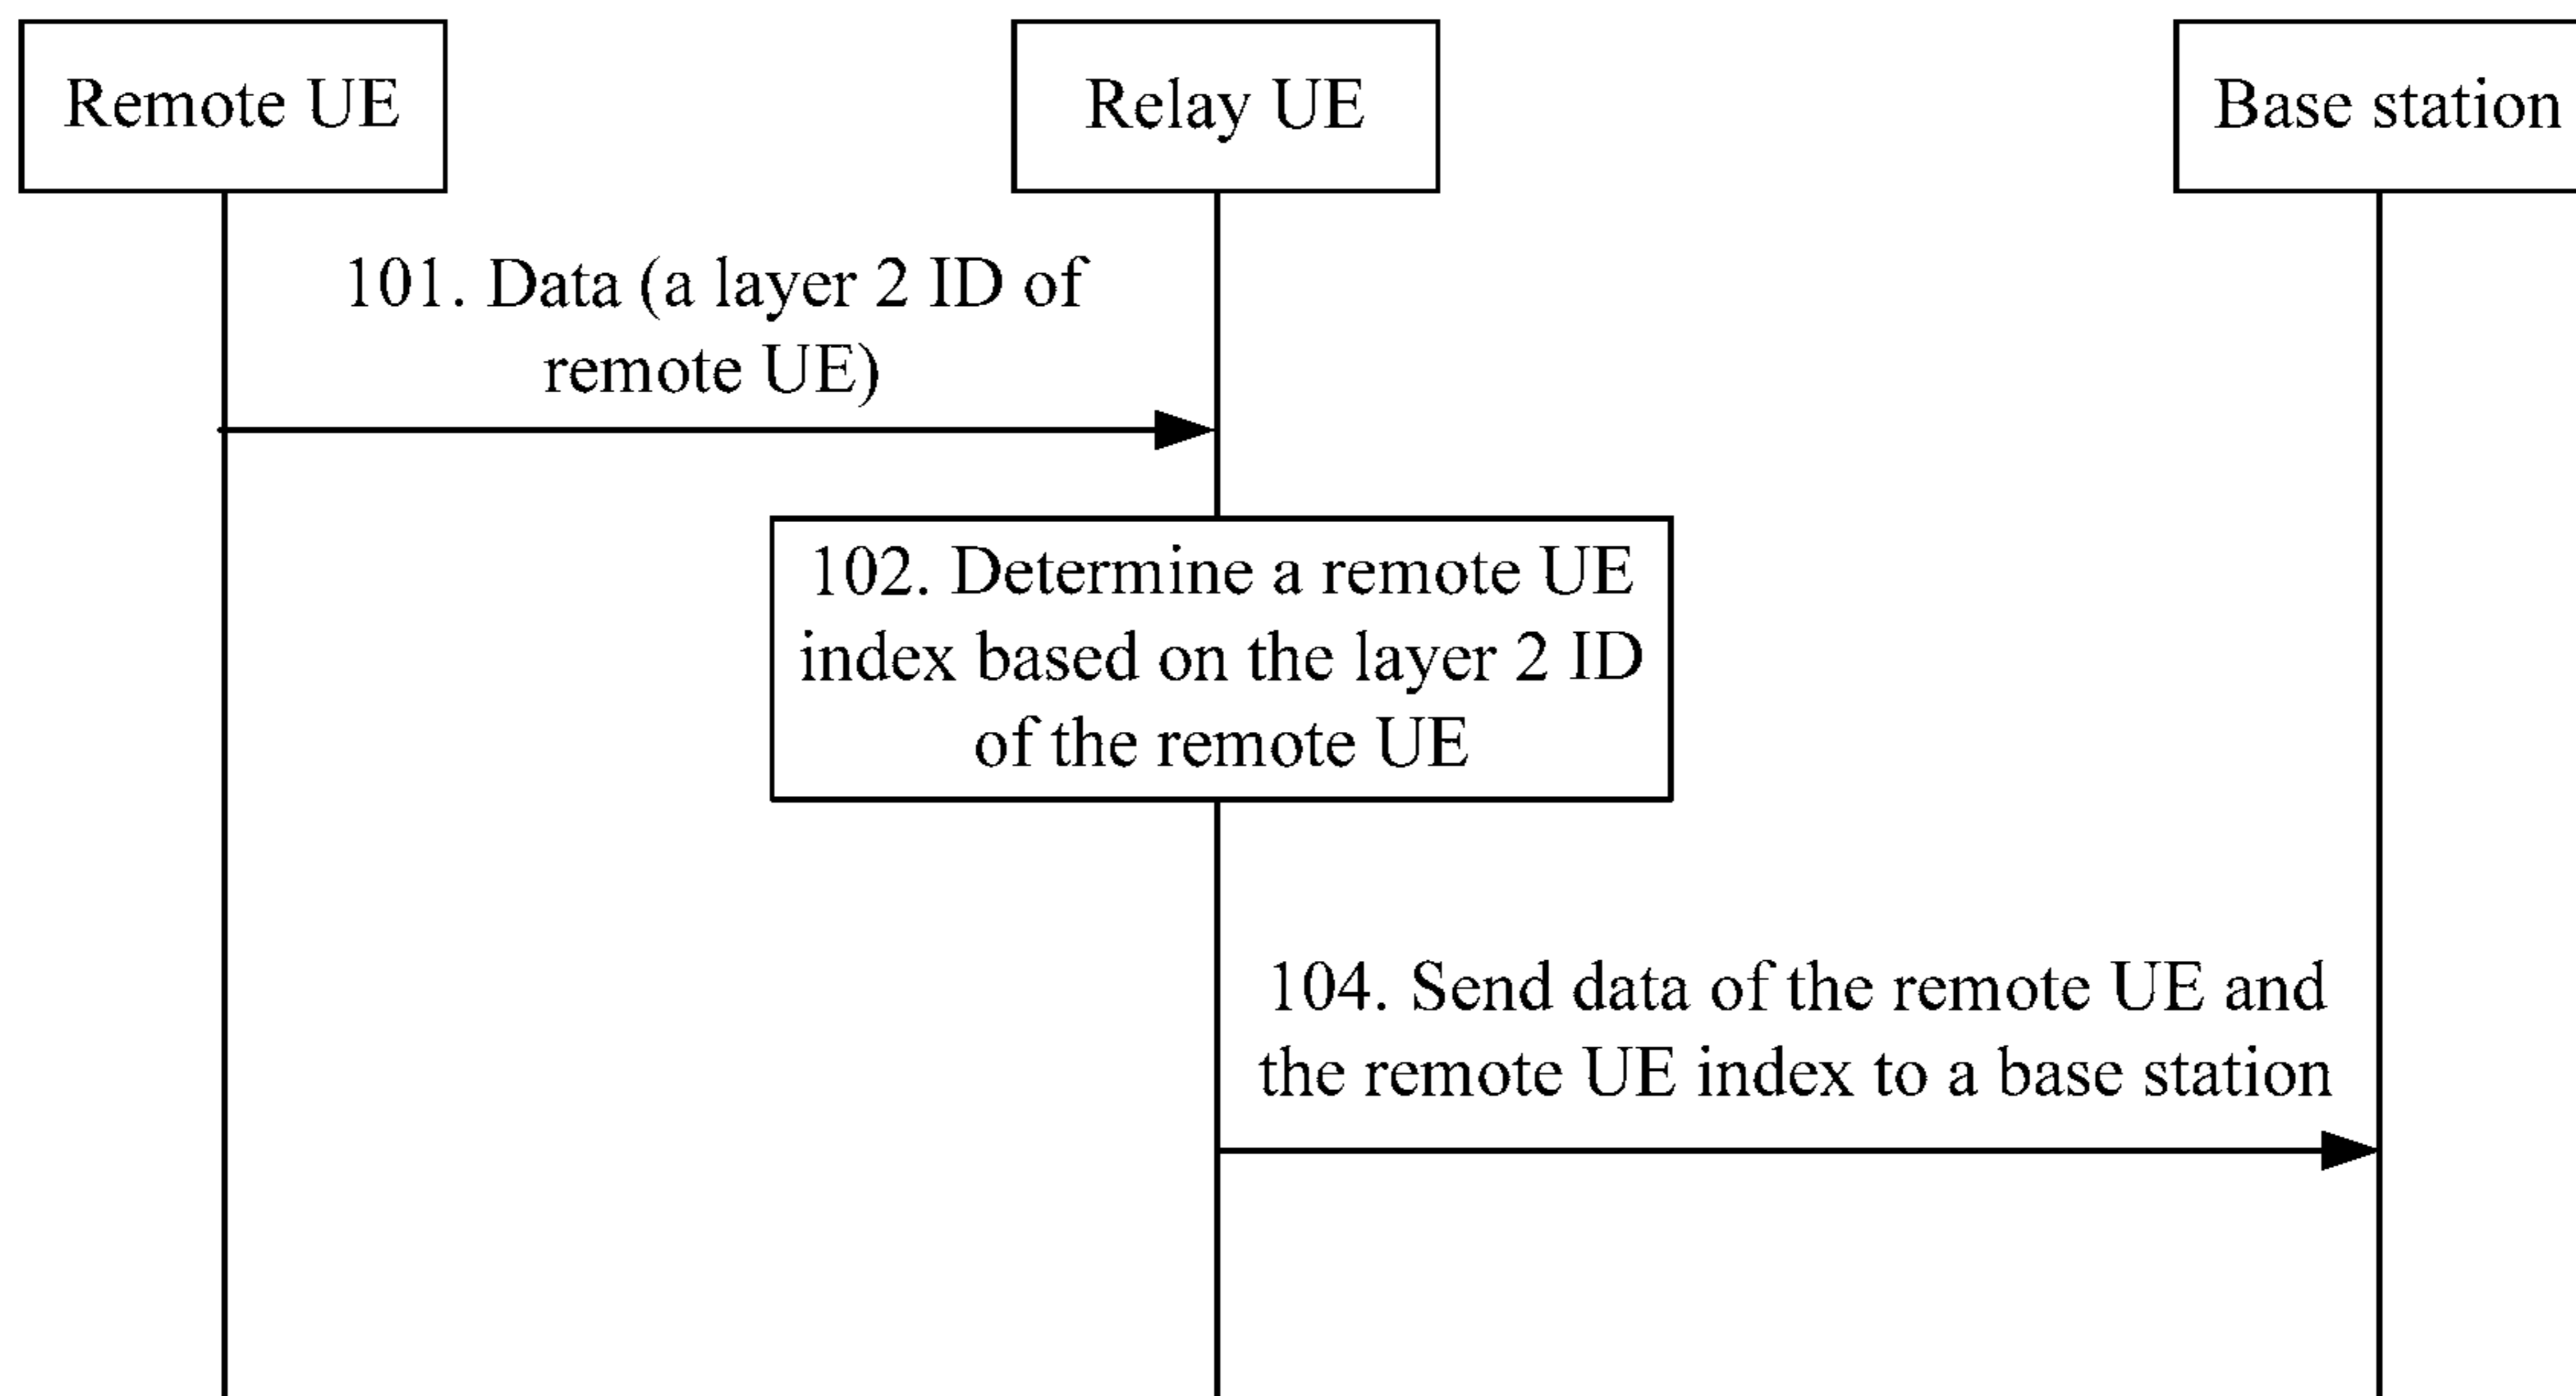 Remote UE
Relay UE
Base station
101. Data (a layer 2 ID of
remote UE)
102. Determine a remote UE
index based on the layer 2 ID
of the remote UE
104. Send data of the remote UE and
the remote UE index to a base station